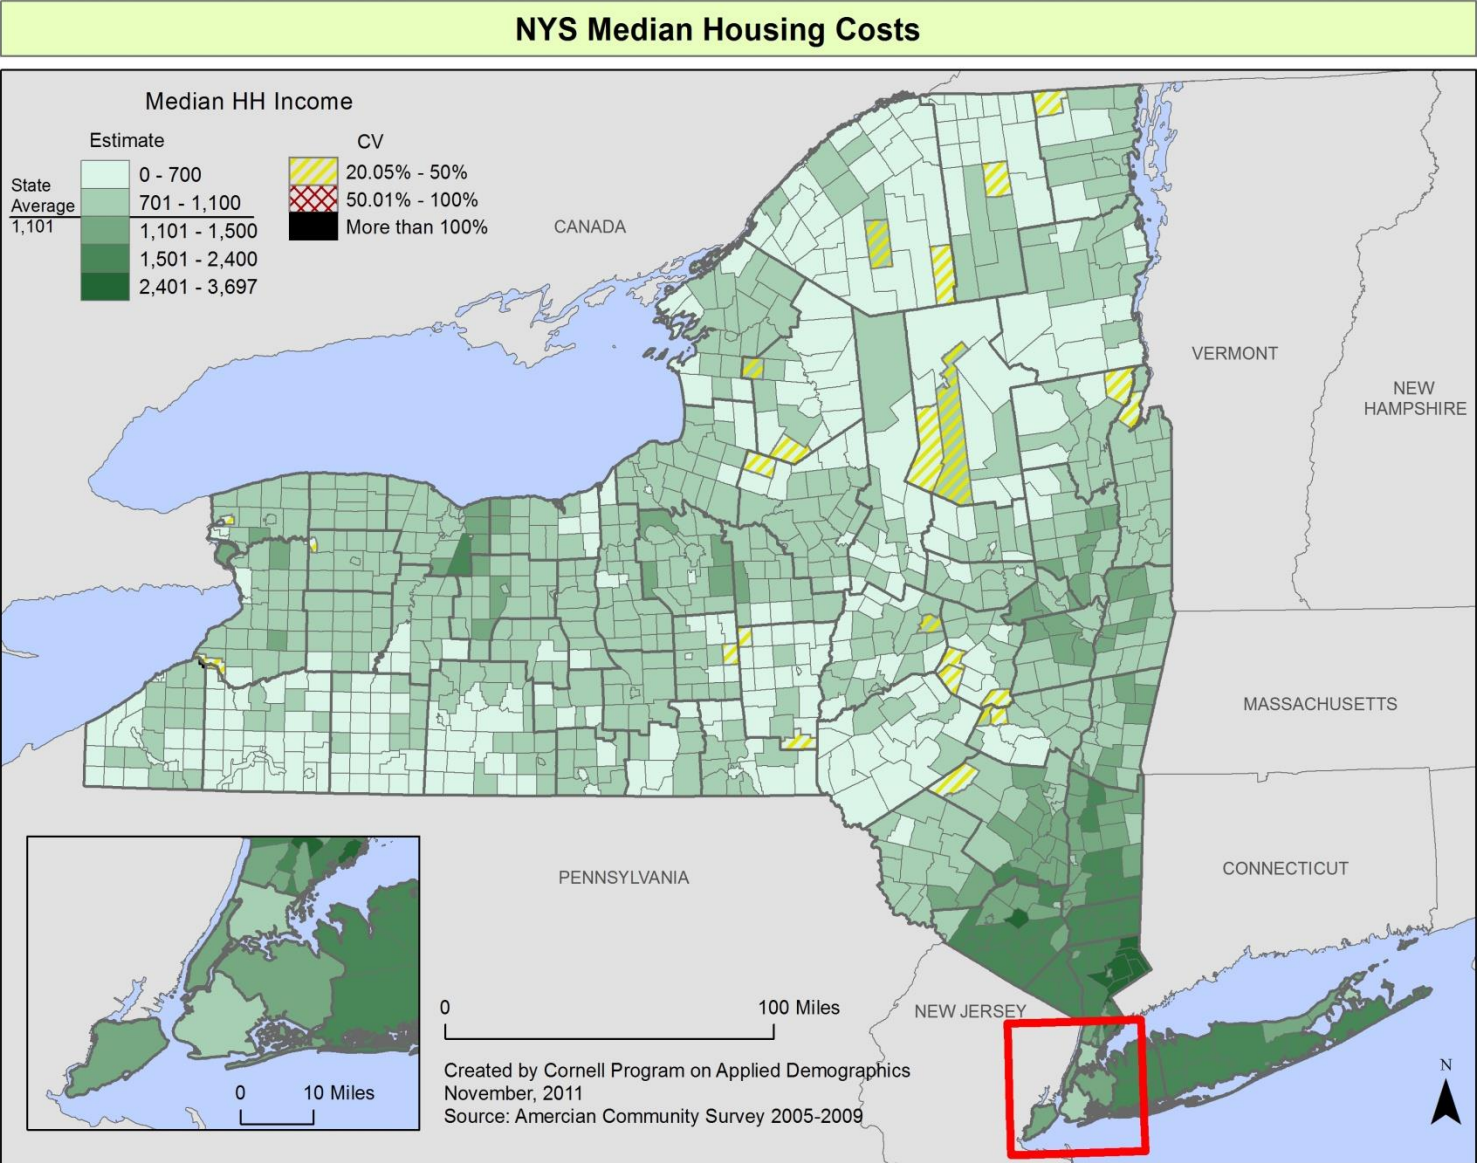 NYS Median Housing Costs
Median HH Income
Estimate
CV
0 - 700
20.05% - 50%
State
Average
701 - 1,100
50.01% - 100%
1,101
1,101 - 1,500
More than 100%
1,501 - 2,400
2,401 - 3,697
CANADA
VERMONT
NEW
HAMPSHIRE
MASSACHUSETTS
CONNECTICUT
PENNSYLVANIA
NEW JERSEY
0
100 Miles
Created by Cornell Program on Applied Demographics
November, 2011
Source: Amercian Community Survey 2005-2009
0
10 Miles
N